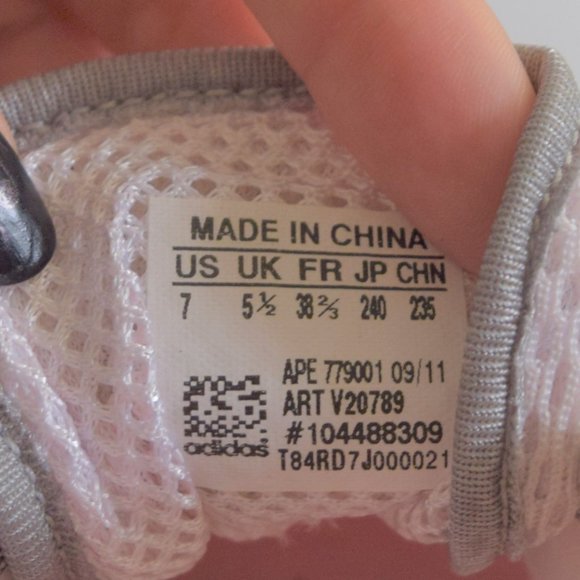 MADE IN CHINA
US UK FR JP CHN
7 5½ 38⅔ 240 235
APE 779001 09/11
ART V20789
#104488309
adidas
T84RD7J000021